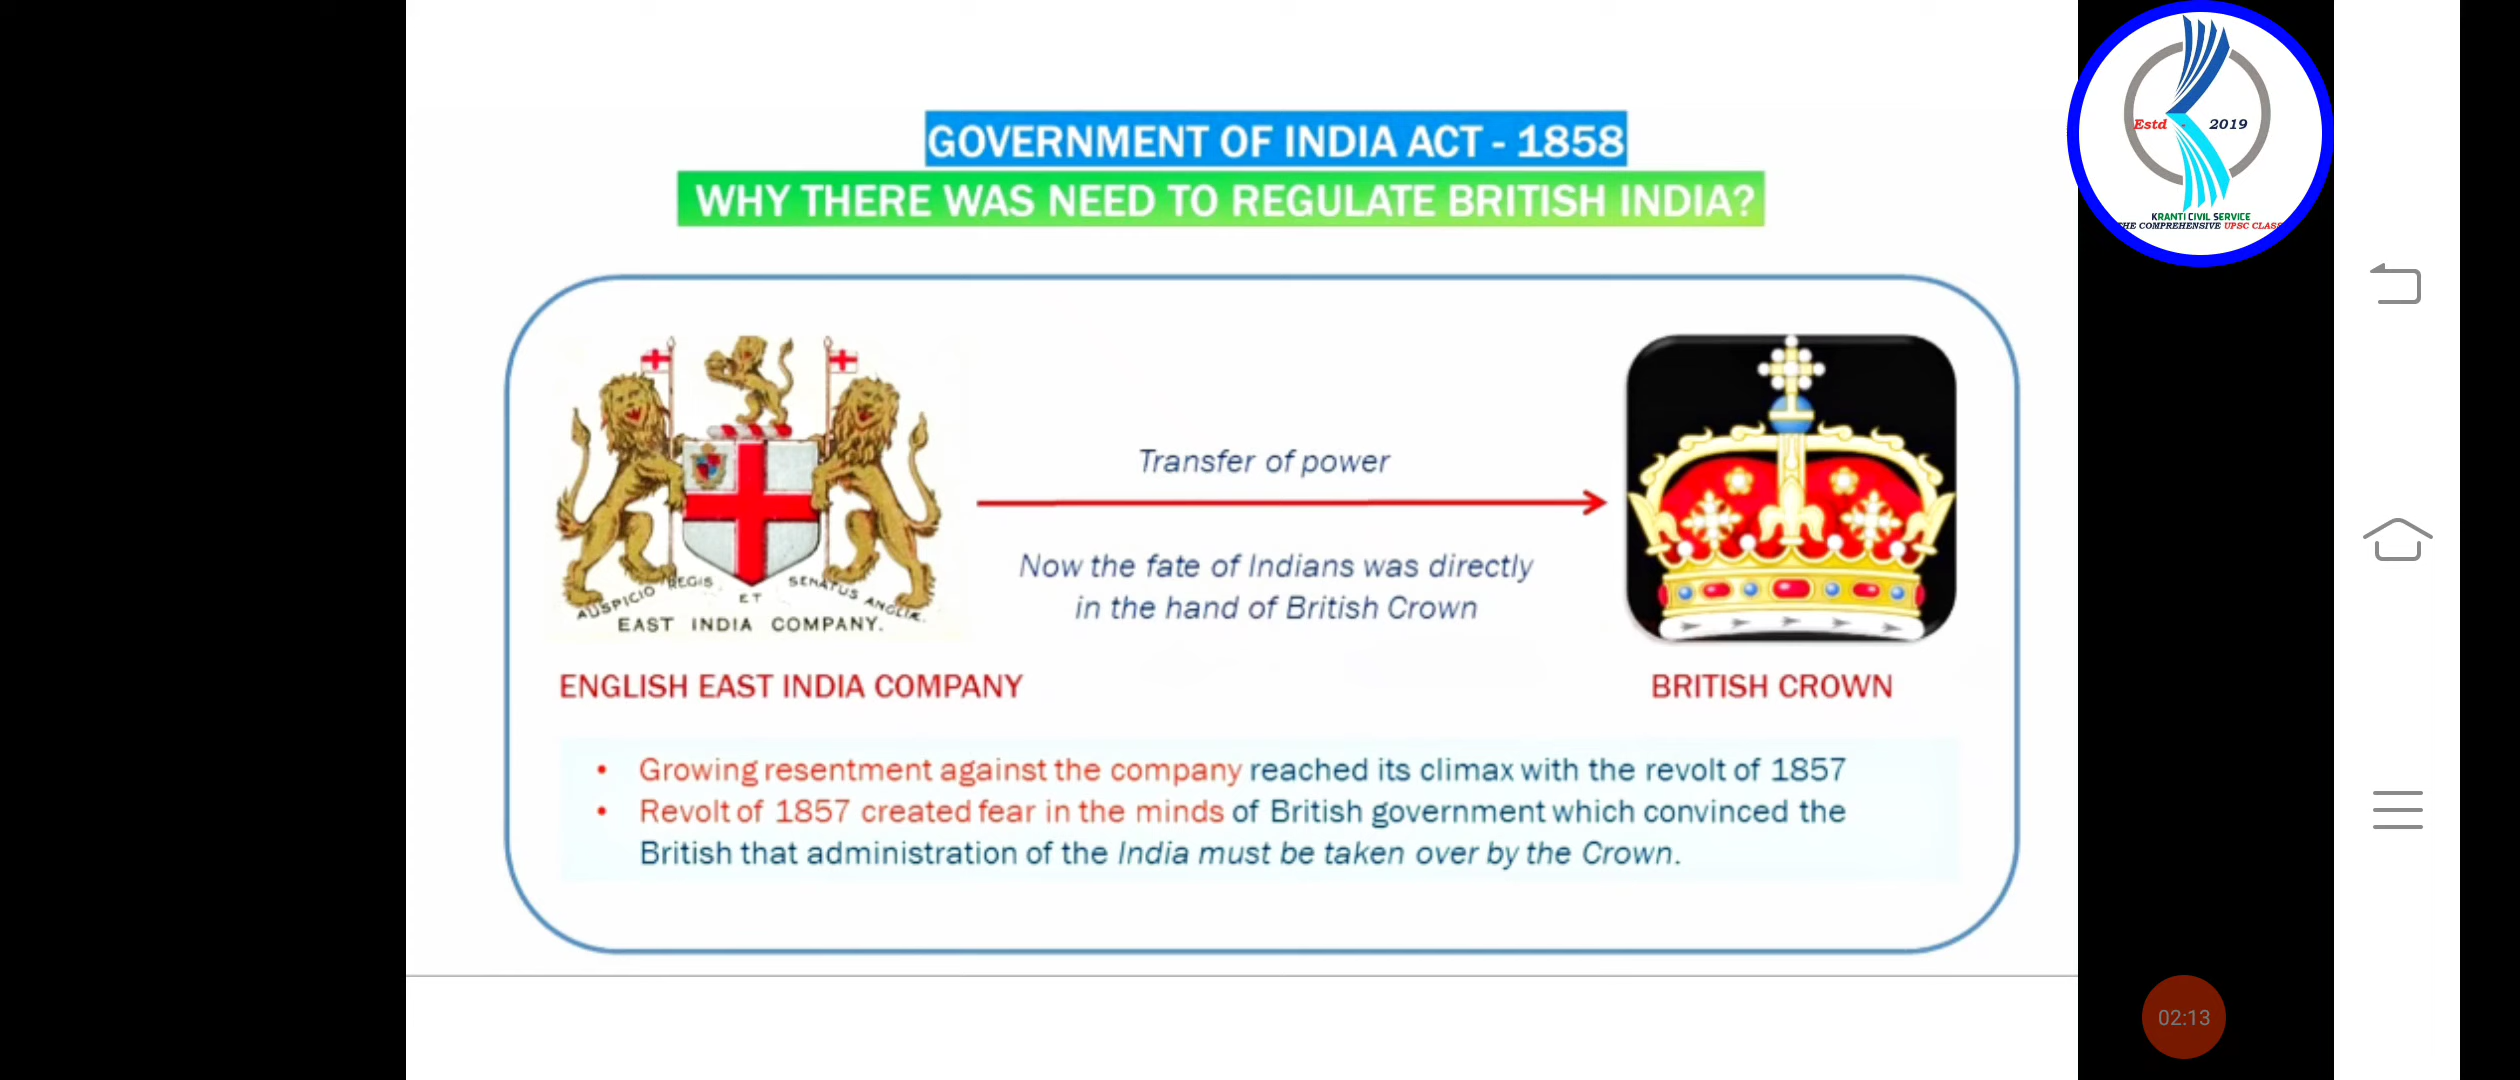 GOVERNMENT OF INDIA ACT - 1858
WHY THERE WAS NEED TO REGULATE BRITISH INDIA?
Estd - 2019
KRANTI CIVIL SERVICE
THE COMPREHENSIVE UPSC CLASS
Transfer of power
Now the fate of Indians was directly
in the hand of British Crown
AUSPICIO REGIS ET SENATUS ANGLIÆ.
EAST INDIA COMPANY.
ENGLISH EAST INDIA COMPANY
BRITISH CROWN
• Growing resentment against the company reached its climax with the revolt of 1857
• Revolt of 1857 created fear in the minds of British government which convinced the
British that administration of the India must be taken over by the Crown.
02:13